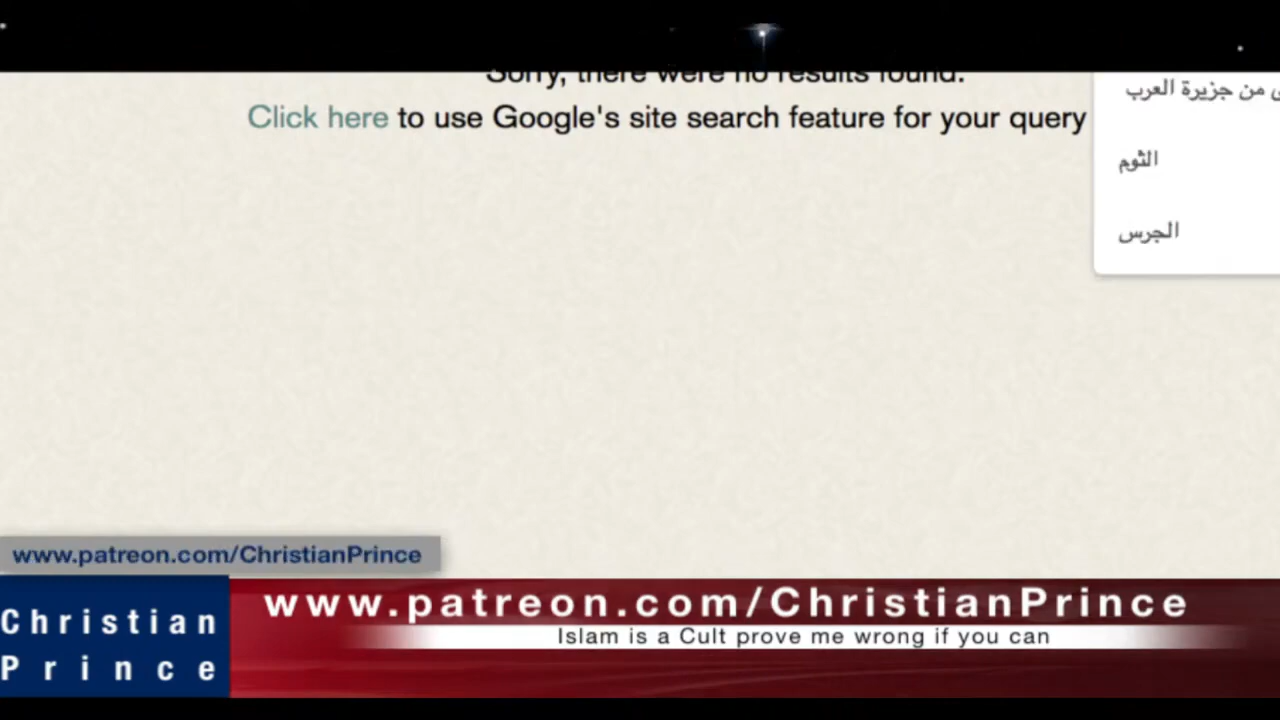 Sorry, there were no results found.
Click here to use Google's site search feature for your query
من جزيرة العرب
الثوم
الجرس
www.patreon.com/ChristianPrince
Christian
Prince
www.patreon.com/ChristianPrince
Islam is a Cult prove me wrong if you can